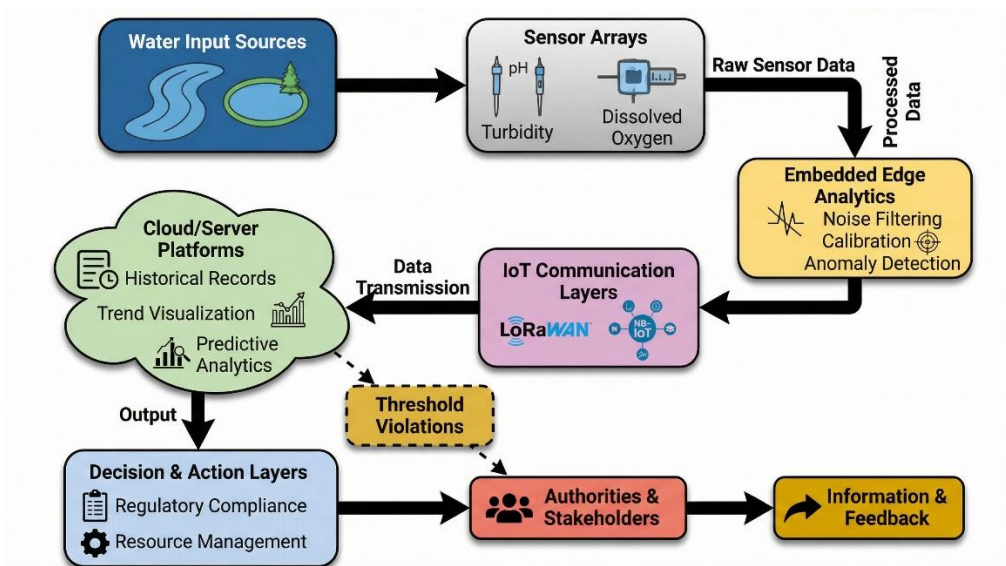 Water Input Sources
Sensor Arrays
pH
Turbidity
Dissolved
Oxygen
Raw Sensor Data
Processed
Data
Embedded Edge
Analytics
Noise Filtering
Calibration
Anomaly Detection
IoT Communication
Layers
LoRaWAN
NB-
IoT
Data
Transmission
Cloud/Server
Platforms
Historical Records
Trend Visualization
Predictive
Analytics
Threshold
Violations
Output
Decision & Action Layers
Regulatory Compliance
Resource Management
Authorities &
Stakeholders
Information &
Feedback